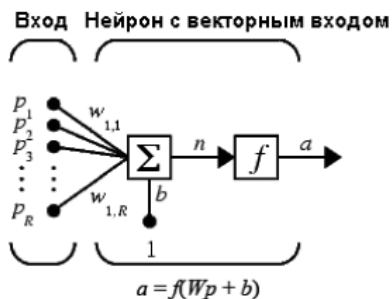 Вход Нейрон с векторным входом
p1 w1,1
p2
p3
Σ n f a
b
pR w1,R
1
a = f(Wp + b)